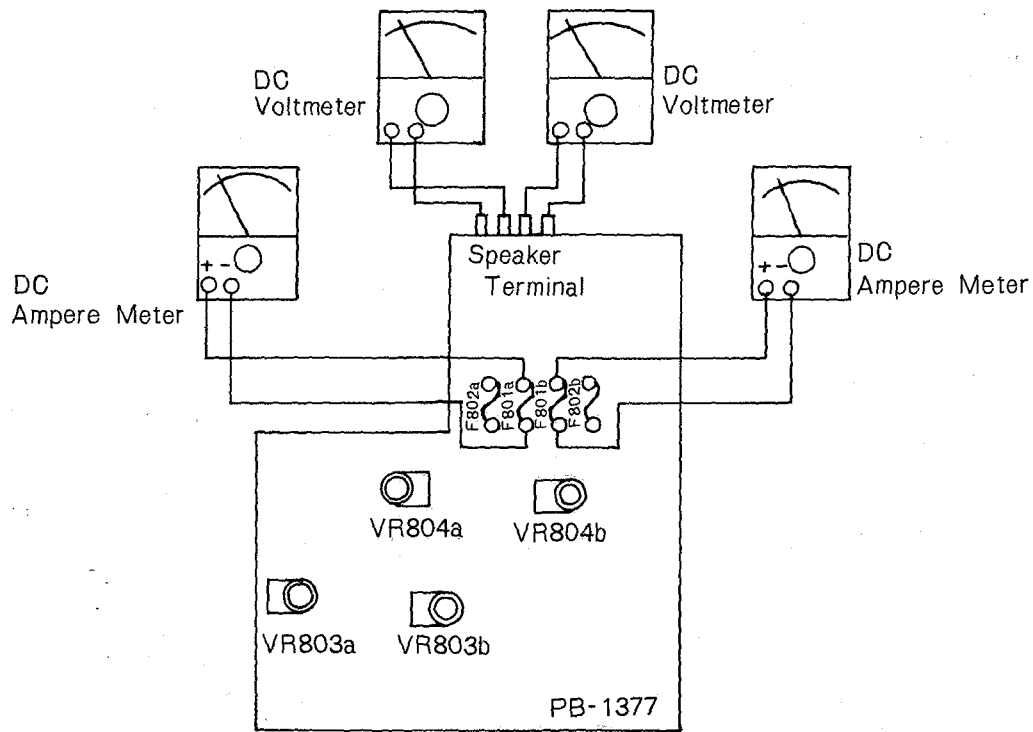 DC
Voltmeter
DC
Voltmeter
+ -
DC
Ampere Meter
Speaker
Terminal
+ -
DC
Ampere Meter
F802a
F801a
F801b
F802b
VR804a
VR804b
VR803a
VR803b
PB-1377